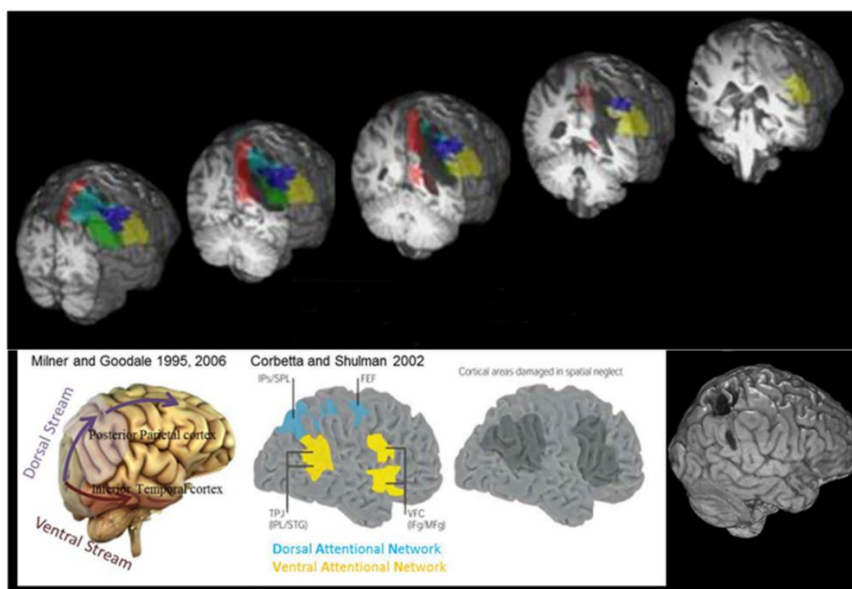 Milner and Goodale 1995, 2006
Corbetta and Shulman 2002
Dorsal Stream
Posterior Parietal cortex
Inferior Temporal cortex
Ventral Stream
IPs/SPL
FEF
TPJ
(IPL/STG)
VFC
(IFg/MFg)
Dorsal Attentional Network
Ventral Attentional Network
Cortical areas damaged in spatial neglect